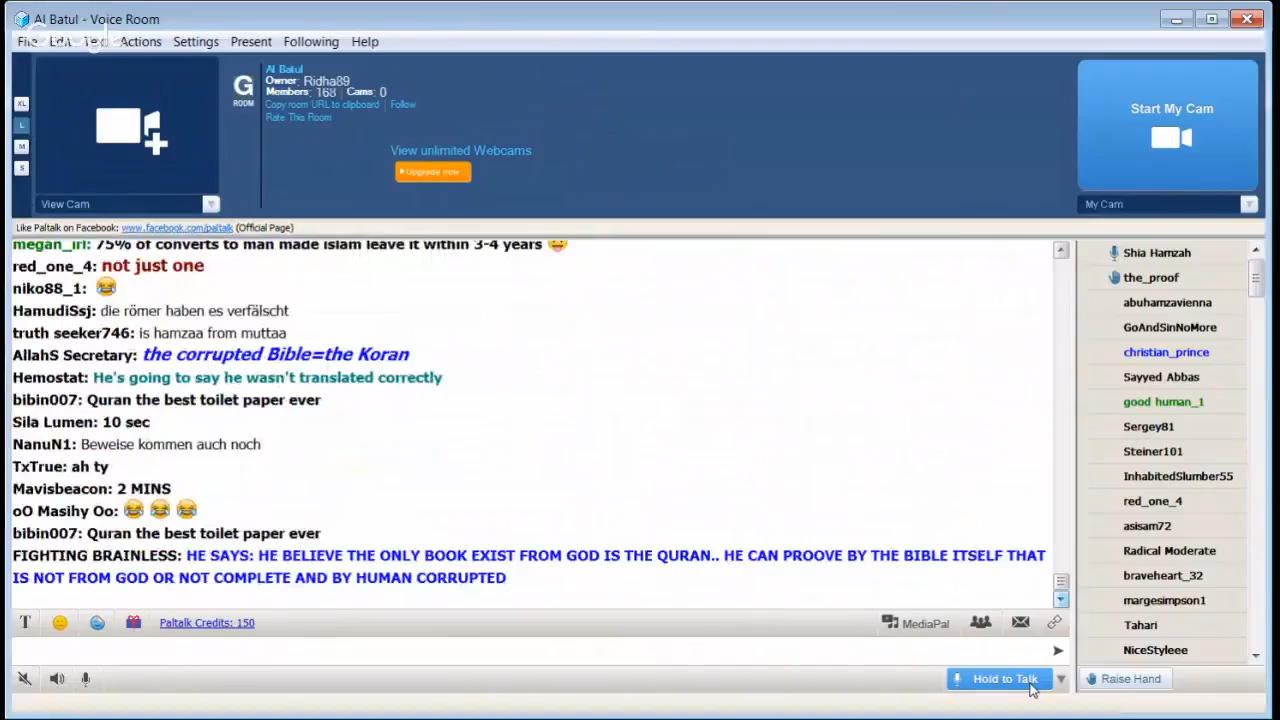 Al Batul - Voice Room
File Edit Text Actions Settings Present Following Help
Google
Al Batul
Owner: Ridha89
Members: 168 | Cams: 0
Copy room URL to clipboard | Follow
Rate This Room
G
ROOM
XL
L
M
S
View unlimited Webcams
Upgrade now
Start My Cam
View Cam
My Cam
Like Paltalk on Facebook: www.facebook.com/paltalk (Official Page)
megan_irl: 75% of converts to man made islam leave it within 3-4 years 😛
red_one_4: not just one
niko88_1: 😂
HamudiSsj: die römer haben es verfälscht
truth seeker746: is hamzaa from muttaa
AllahS Secretary: the corrupted Bible=the Koran
Hemostat: He's going to say he wasn't translated correctly
bibin007: Quran the best toilet paper ever
Sila Lumen: 10 sec
NanuN1: Beweise kommen auch noch
TxTrue: ah ty
Mavisbeacon: 2 MINS
oO Masihy Oo: 😂 😂 😂
bibin007: Quran the best toilet paper ever
FIGHTING BRAINLESS: HE SAYS: HE BELIEVE THE ONLY BOOK EXIST FROM GOD IS THE QURAN.. HE CAN PROOVE BY THE BIBLE ITSELF THAT
IS NOT FROM GOD OR NOT COMPLETE AND BY HUMAN CORRUPTED
Shia Hamzah
the_proof
abuhamzavienna
GoAndSinNoMore
christian_prince
Sayyed Abbas
good human_1
Sergey81
Steiner101
InhabitedSlumber55
red_one_4
asisam72
Radical Moderate
braveheart_32
margesimpson1
Tahari
NiceStyleee
T
Paltalk Credits: 150
MediaPal
Hold to Talk
Raise Hand